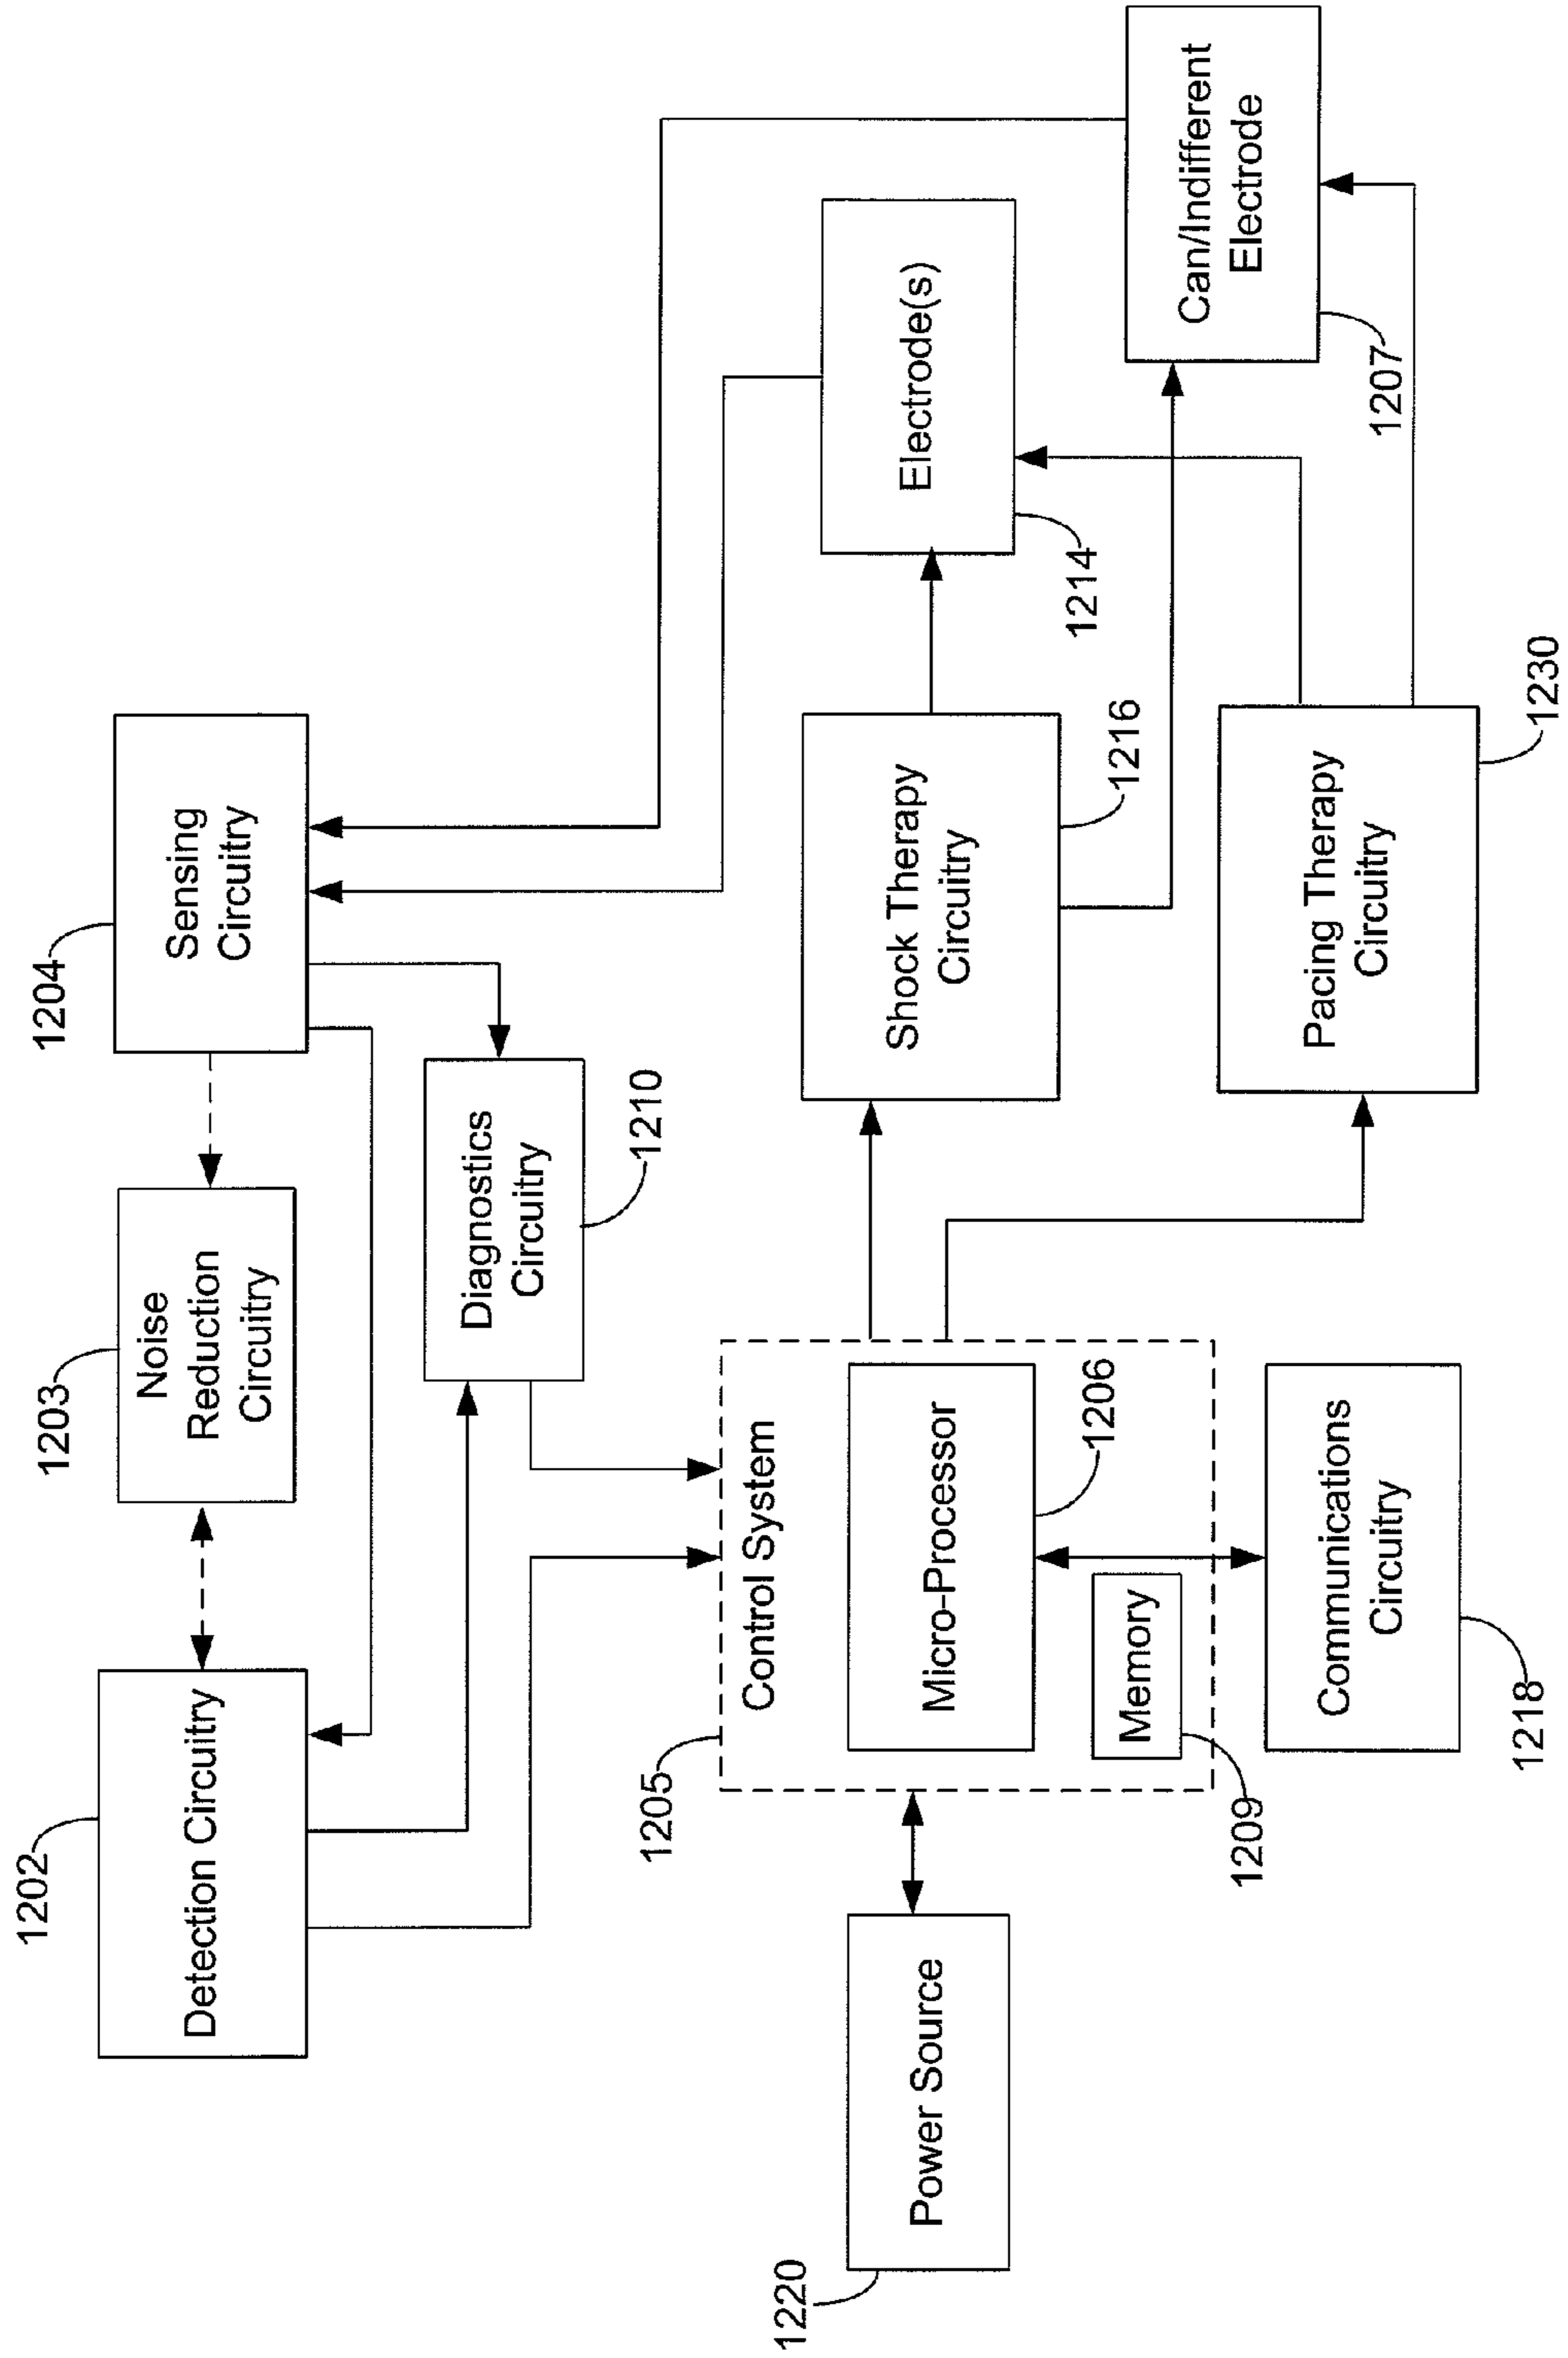 1202
Detection Circuitry
1203
Noise
Reduction
Circuitry
1204
Sensing
Circuitry
Diagnostics
Circuitry
1210
1205
Control System
Micro-Processor
1206
Memory
1209
1220
Power Source
Communications
Circuitry
1218
Shock Therapy
Circuitry
1216
Pacing Therapy
Circuitry
1230
Electrode(s)
1214
Can/Indifferent
Electrode
1207